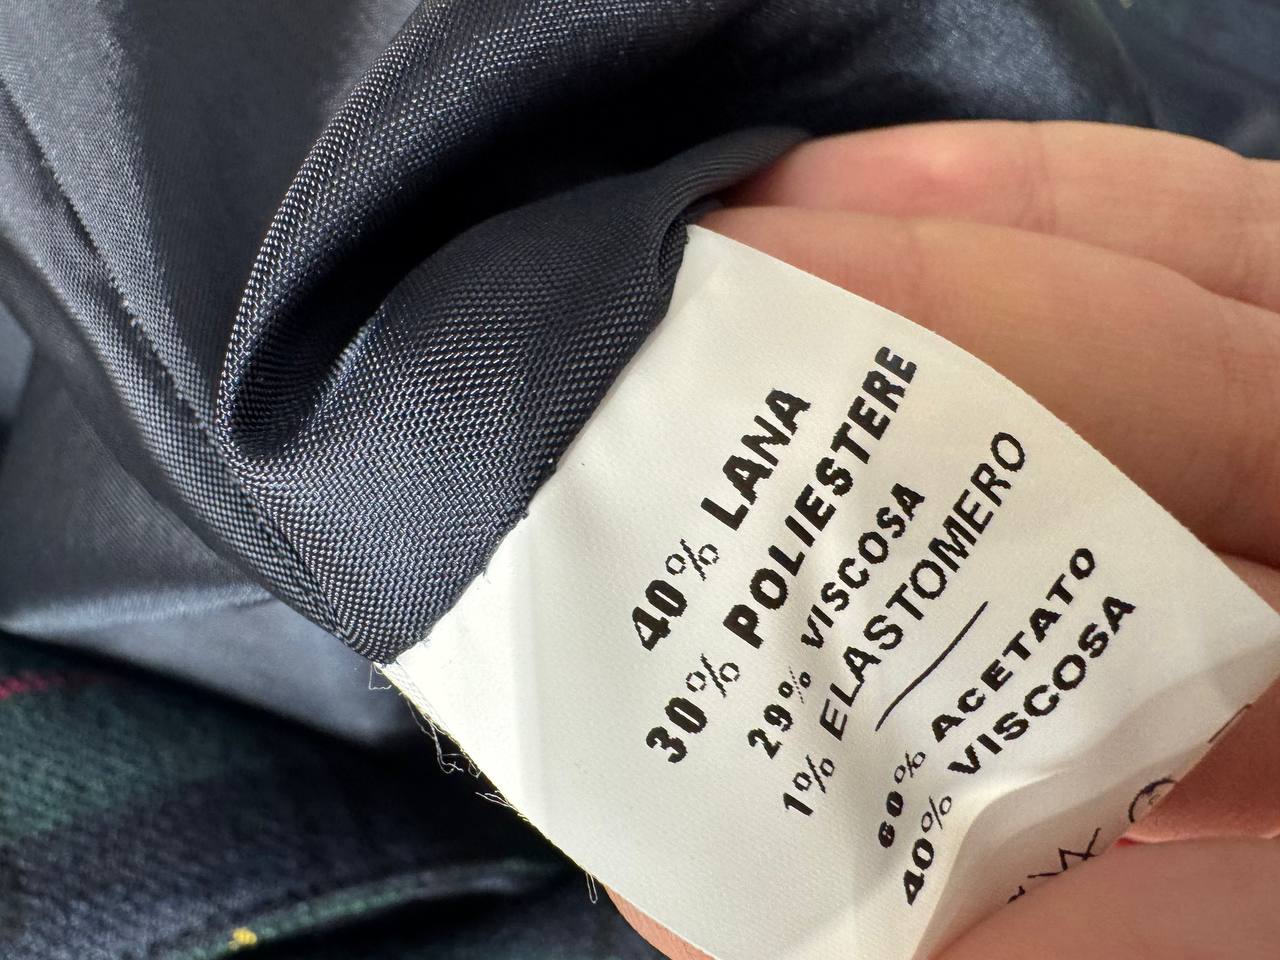 40% LANA
30% POLIESTERE
29% VISCOSA
1% ELASTOMERO
60% ACETATO
40% VISCOSA